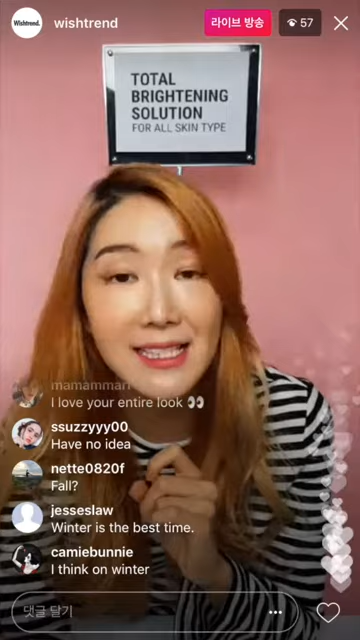 Wishtrend.
wishtrend
라이브 방송
57
TOTAL
BRIGHTENING
SOLUTION
FOR ALL SKIN TYPE
mamammari
I love your entire look 👀
ssuzzyyy00
Have no idea
nette0820f
Fall?
jesseslaw
Winter is the best time.
camiebunnie
I think on winter
댓글 달기